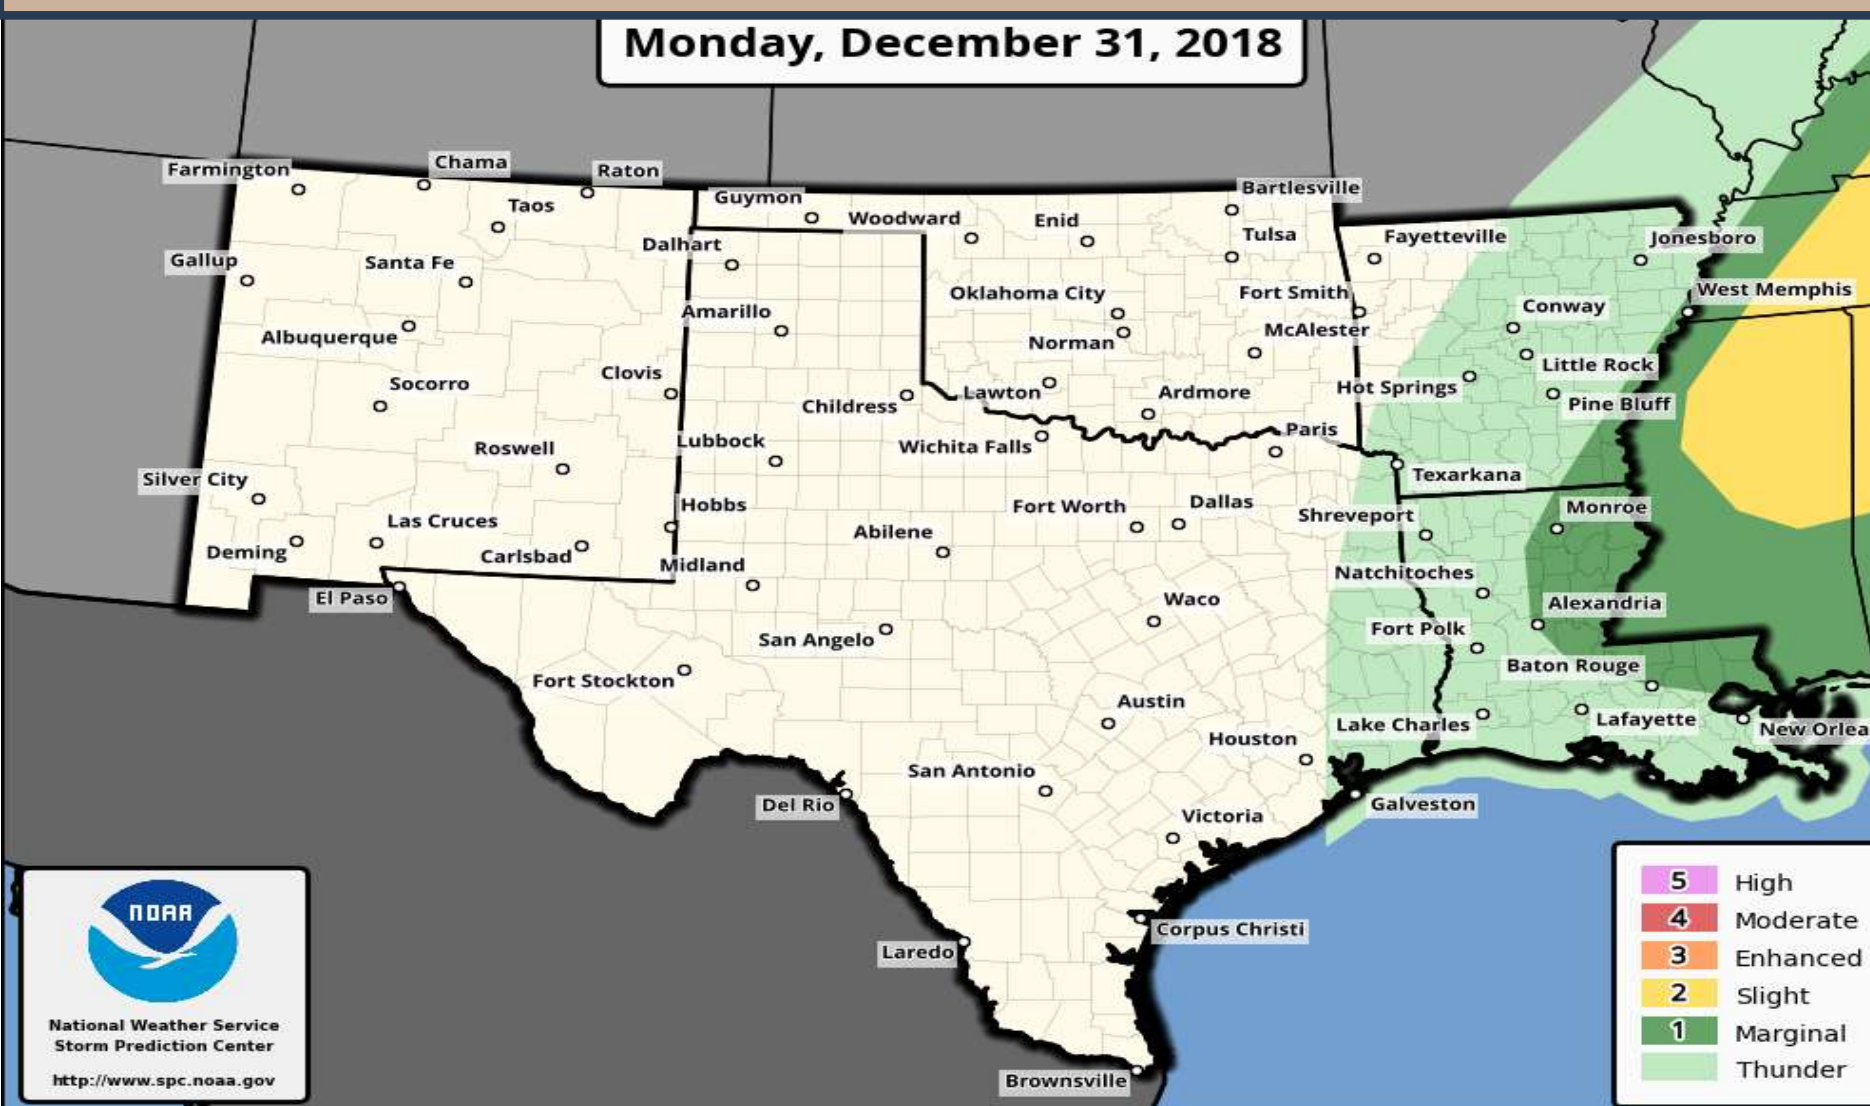 Monday, December 31, 2018
Farmington
Chama
Raton
Taos
Guymon
Woodward
Enid
Bartlesville
Tulsa
Fayetteville
Jonesboro
Gallup
Santa Fe
Dalhart
Oklahoma City
Fort Smith
Conway
West Memphis
Albuquerque
Amarillo
Norman
McAlester
Little Rock
Socorro
Clovis
Childress
Lawton
Ardmore
Hot Springs
Pine Bluff
Roswell
Lubbock
Wichita Falls
Paris
Texarkana
Silver City
Hobbs
Fort Worth
Dallas
Shreveport
Monroe
Las Cruces
Abilene
Deming
Carlsbad
Midland
Natchitoches
El Paso
Waco
Alexandria
San Angelo
Fort Polk
Fort Stockton
Baton Rouge
Austin
Lake Charles
Lafayette
New Orlea
Houston
San Antonio
Del Rio
Victoria
Galveston
Corpus Christi
Laredo
Brownsville
NOAA
National Weather Service
Storm Prediction Center
http://www.spc.noaa.gov
5 High
4 Moderate
3 Enhanced
2 Slight
1 Marginal
Thunder